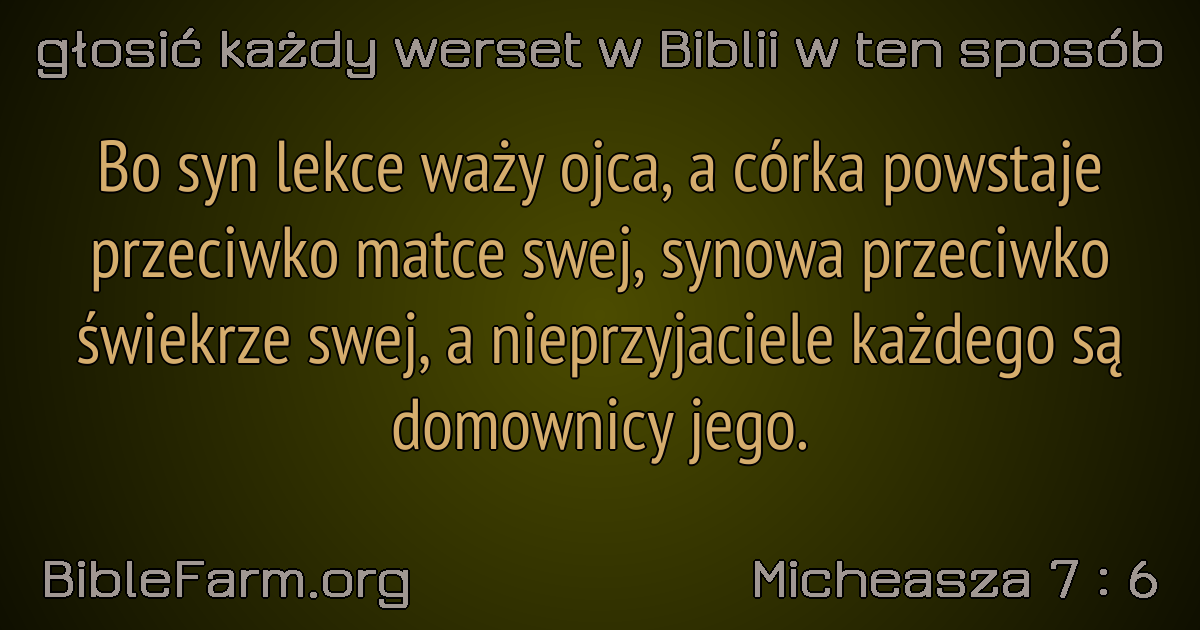 głosić każdy werset w Biblii w ten sposób
Bo syn lekce waży ojca, a córka powstaje
przeciwko matce swej, synowa przeciwko
świekrze swej, a nieprzyjaciele każdego są
domownicy jego.
BibleFarm.org
Micheasza 7 : 6